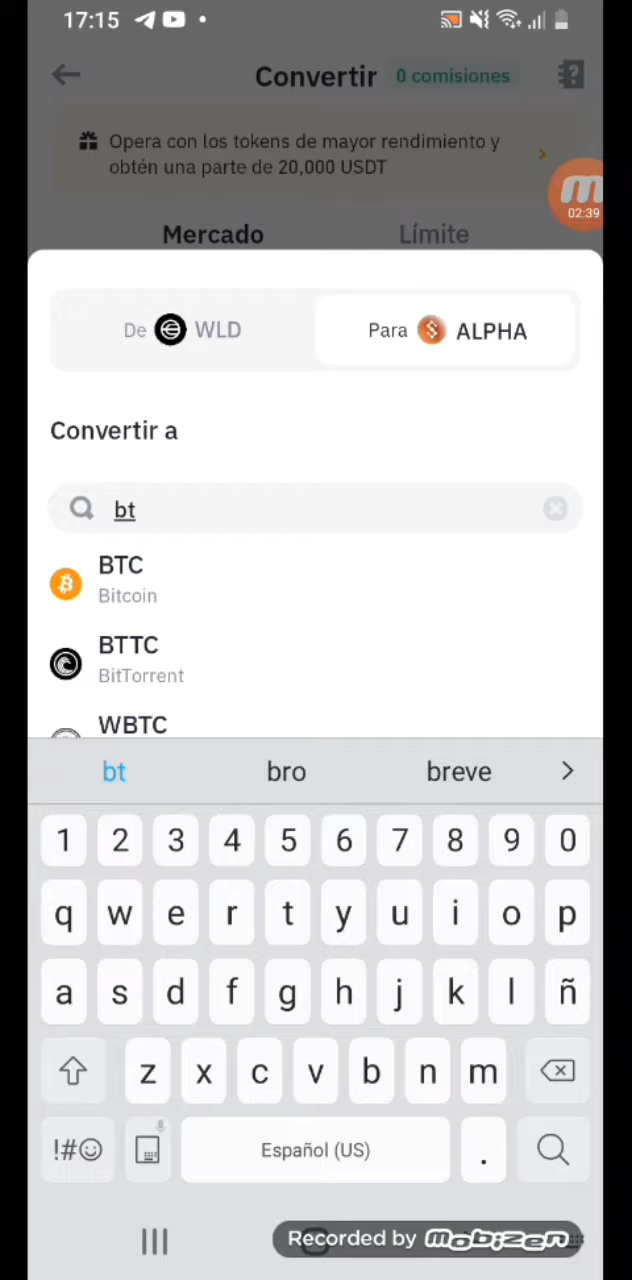 17:15
Convertir 0 comisiones
Opera con los tokens de mayor rendimiento y
obtén una parte de 20,000 USDT
02:39
Mercado Límite
De WLD Para ALPHA
Convertir a
bt
BTC
Bitcoin
BTTC
BitTorrent
WBTC
bt bro breve
1 2 3 4 5 6 7 8 9 0
q w e r t y u i o p
a s d f g h j k l ñ
z x c v b n m
!#☺ Español (US) .
Recorded by mobizen